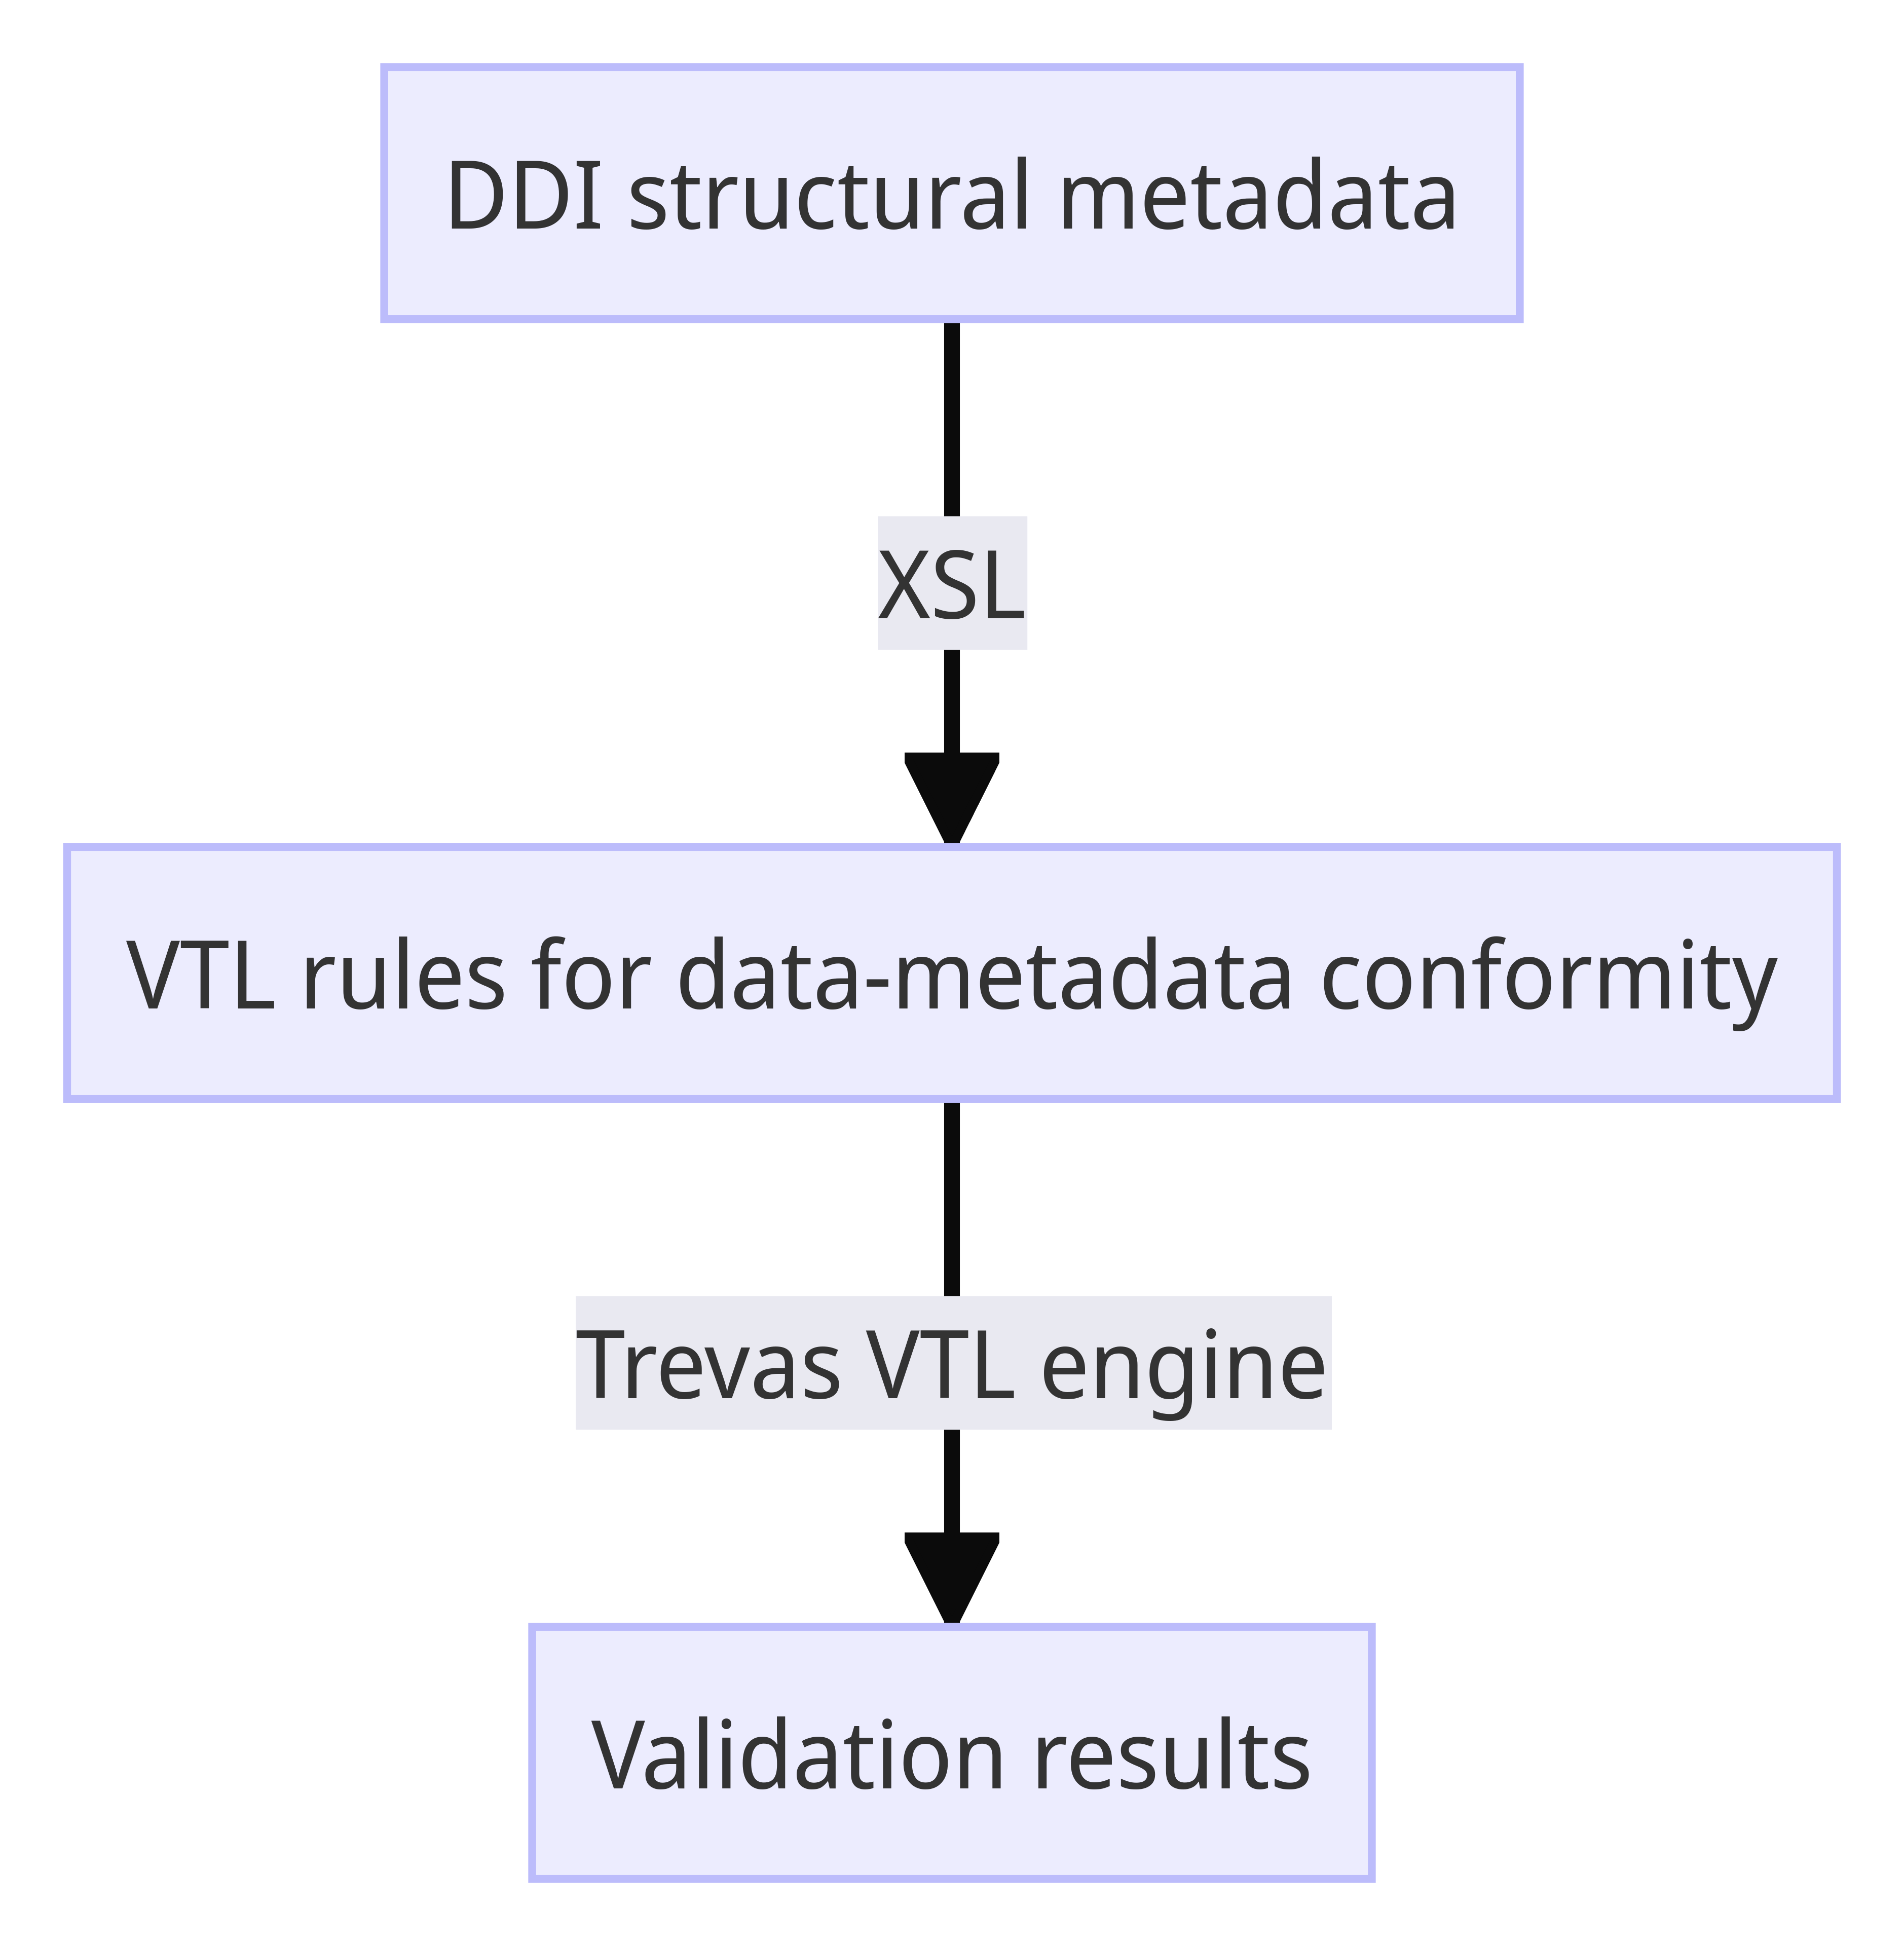 DDI structural metadata
XSL
VTL rules for data-metadata conformity
Trevas VTL engine
Validation results